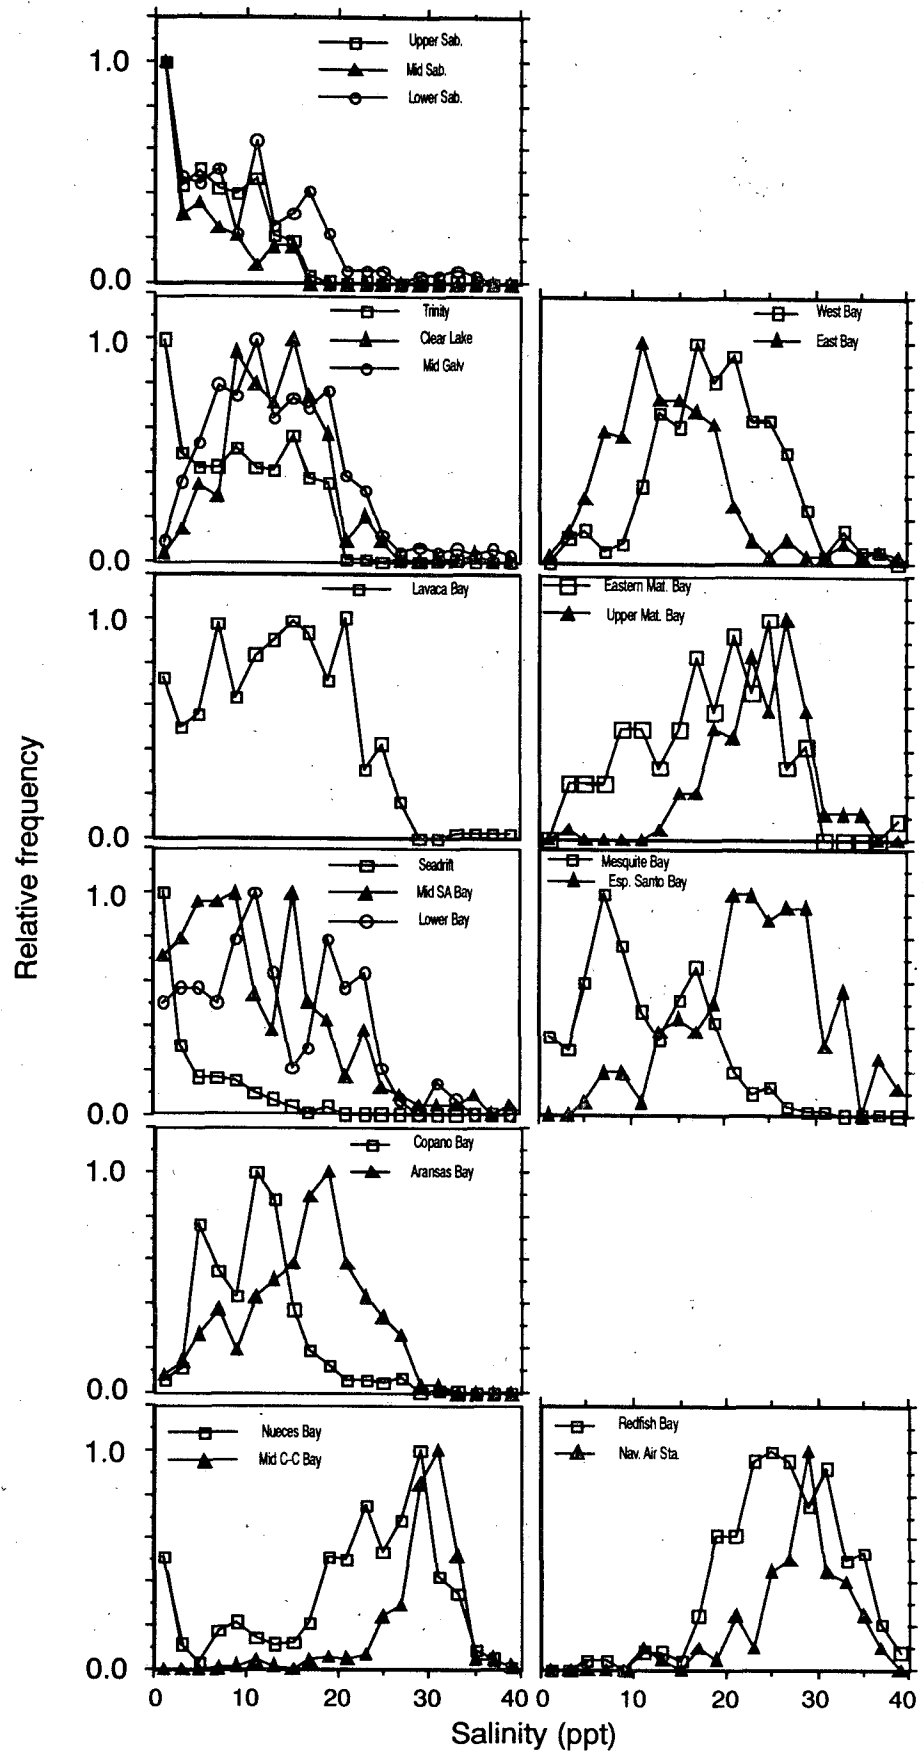 1.0
Upper Sab.
Mid Sab.
Lower Sab.
0.0
Trinity
1.0
Clear Lake
Mid Galv
0.0
West Bay
East Bay
Lavaca Bay
1.0
0.0
Eastern Mat. Bay
Upper Mat. Bay
Relative frequency
Seadrift
1.0
Mid SA Bay
Lower Bay
0.0
Mesquite Bay
Esp. Santo Bay
Copano Bay
1.0
Aransas Bay
0.0
Nueces Bay
1.0
Mid C-C Bay
0.0
Redfish Bay
Nav. Air Sta.
0 10 20 30 40
0 10 20 30 40
Salinity (ppt)